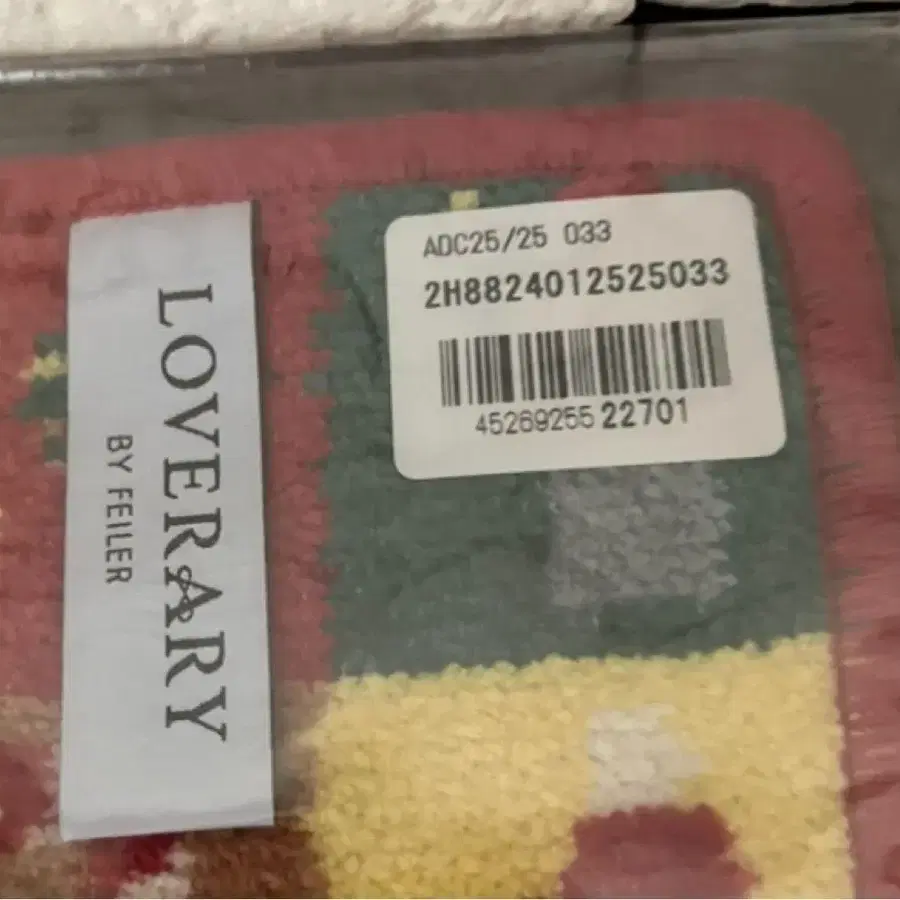 LOVERARY
BY FEILER
ADC25/25 033
2H8824012525033
45269255 22701